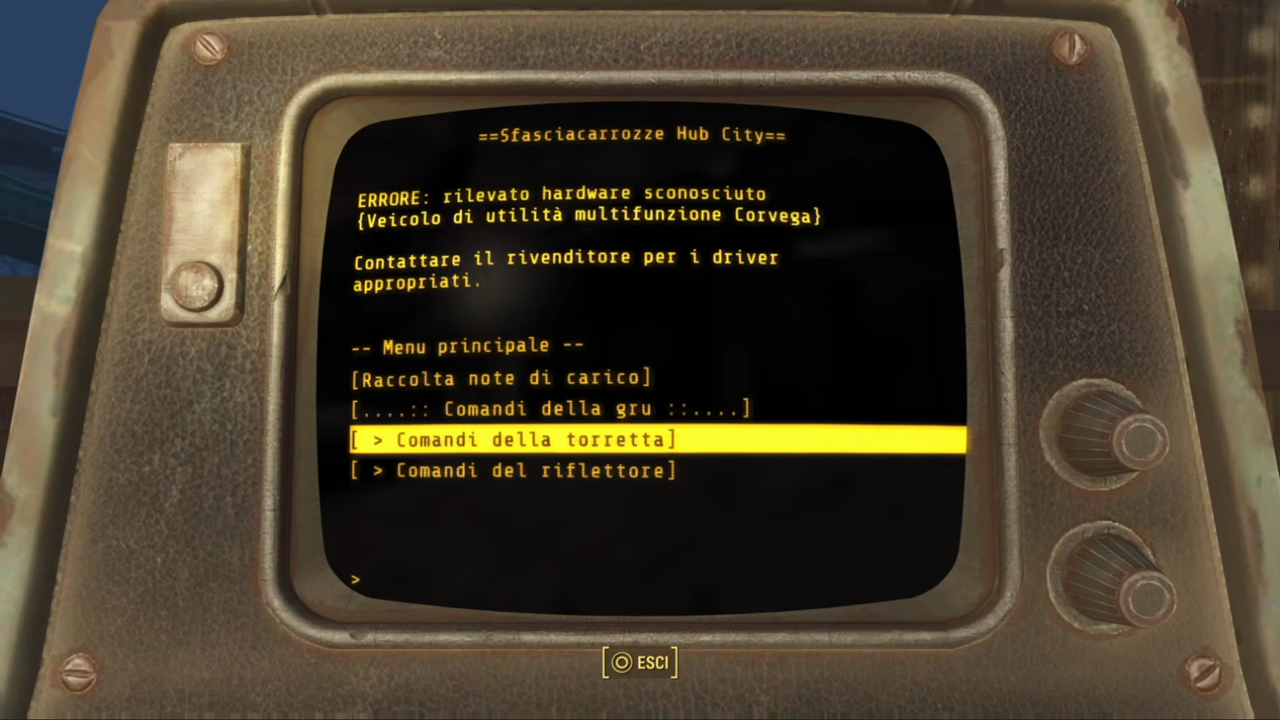 ==Sfasciacarrozze Hub City==
ERRORE: rilevato hardware sconosciuto
{Veicolo di utilità multifunzione Corvega}
Contattare il rivenditore per i driver
appropriati.
-- Menu principale --
[Raccolta note di carico]
[....:: Comandi della gru ::....]
[ > Comandi della torretta]
[ > Comandi del riflettore]
>
[ ESCI]